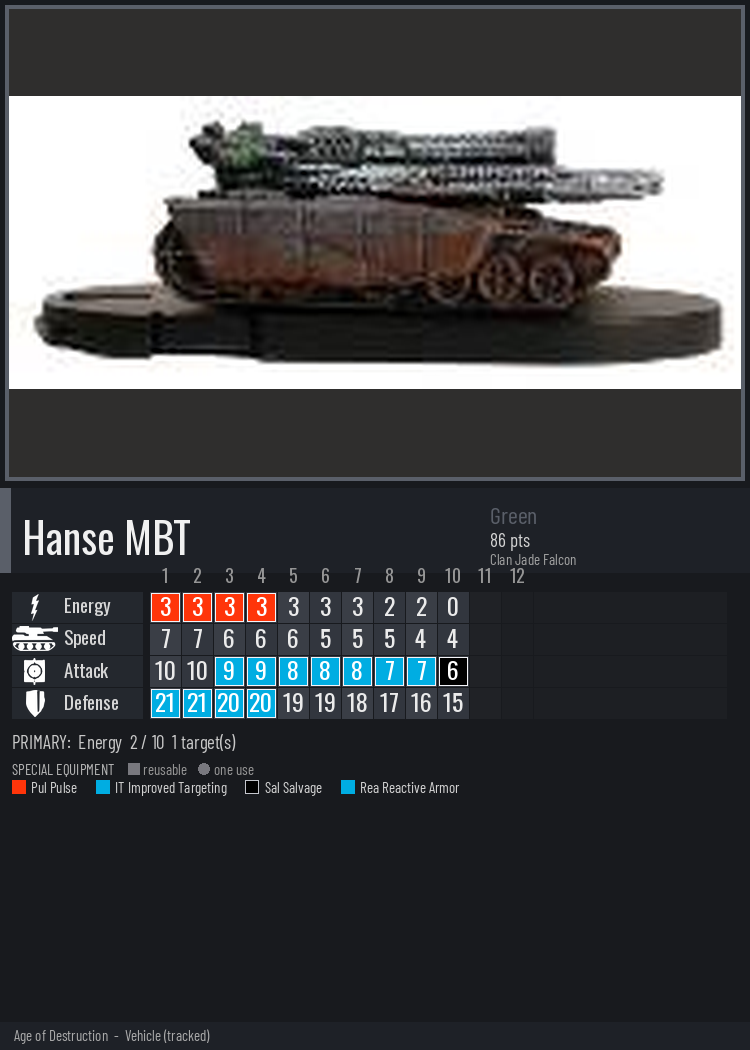 Hanse MBT
Green
86 pts
Clan Jade Falcon
1 2 3 4 5 6 7 8 9 10 11 12
Energy 3 3 3 3 3 3 3 2 2 0
Speed 7 7 6 6 6 5 5 5 4 4
Attack 10 10 9 9 8 8 8 7 7 6
Defense 21 21 20 20 19 19 18 17 16 15
PRIMARY: Energy 2 / 10 1 target(s)
SPECIAL EQUIPMENT reusable one use
Pul Pulse IT Improved Targeting Sal Salvage Rea Reactive Armor
Age of Destruction - Vehicle (tracked)